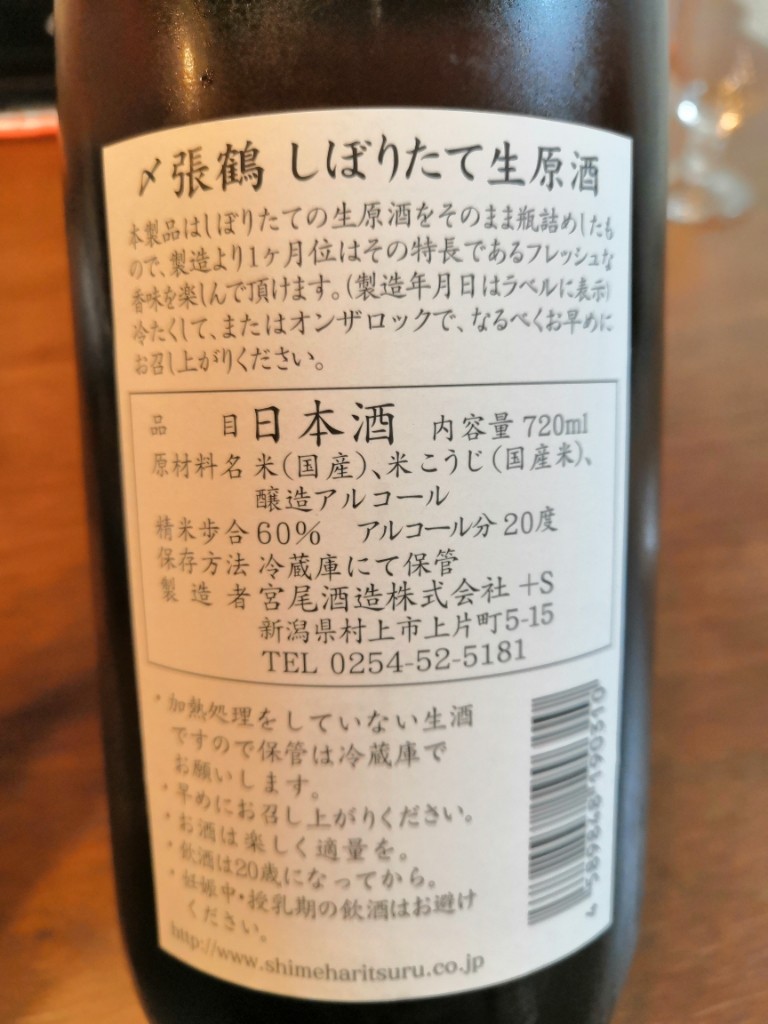 〆張鶴 しぼりたて生原酒
本製品はしぼりたての生原酒をそのまま瓶詰めしたも
ので、製造より1ヶ月位はその特長であるフレッシュな
香味を楽しんで頂けます。(製造年月日はラベルに表示)
冷たくして、またはオンザロックで、なるべくお早めに
お召し上がりください。
品 目 日本酒 内容量 720ml
原材料名 米(国産)、米こうじ(国産米)、
醸造アルコール
精米歩合 60% アルコール分 20度
保存方法 冷蔵庫にて保管
製造者 宮尾酒造株式会社 +S
新潟県村上市上片町5-15
TEL 0254-52-5181
・加熱処理をしていない生酒
ですので保管は冷蔵庫で
お願いします。
・早めにお召し上がりください。
・お酒は楽しく適量を。
・飲酒は20歳になってから。
・妊娠中・授乳期の飲酒はお避け
ください。
http://www.shimeharitsuru.co.jp